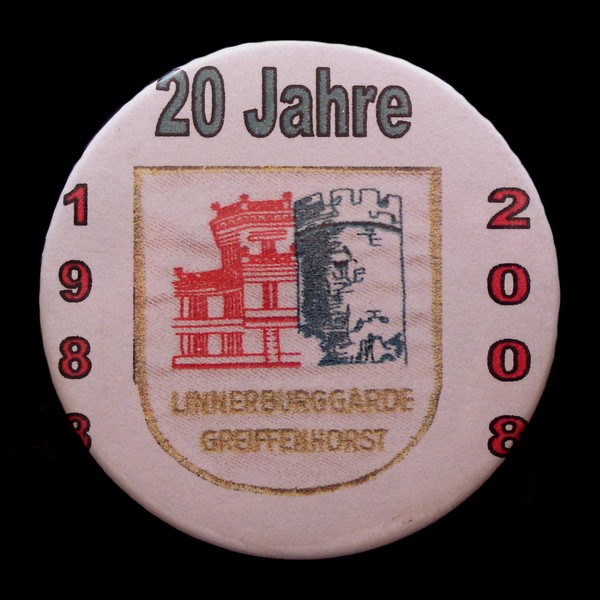 20 Jahre
1988
2008
LINNERBURGGARDE
GREIFFENHORST